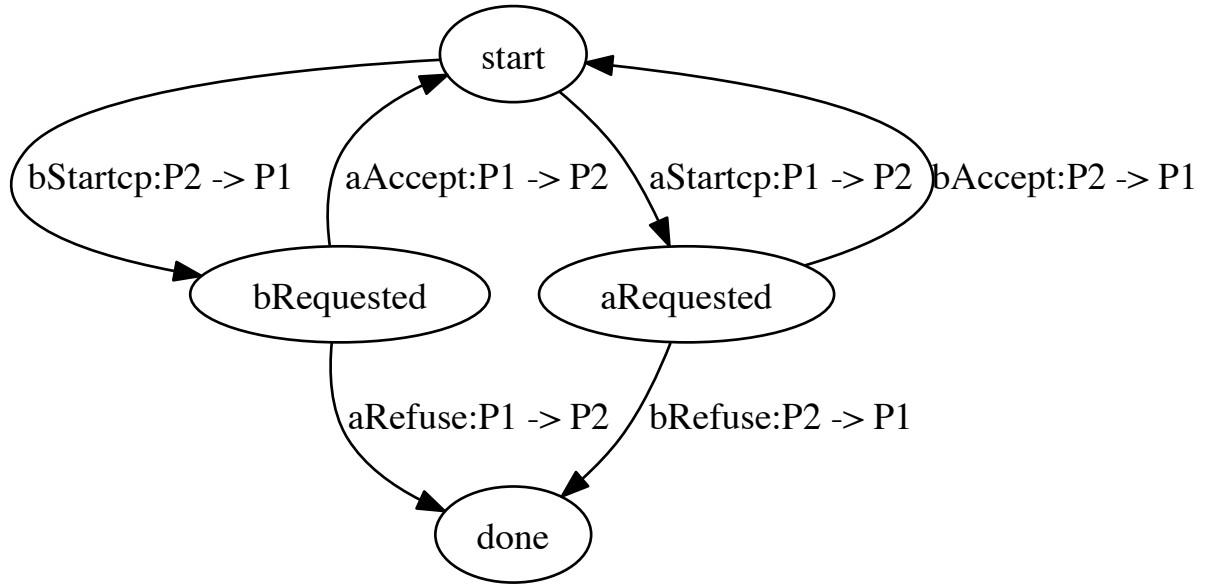 start
bStartcp:P2 -> P1
aAccept:P1 -> P2
aStartcp:P1 -> P2
bAccept:P2 -> P1
bRequested
aRequested
aRefuse:P1 -> P2
bRefuse:P2 -> P1
done